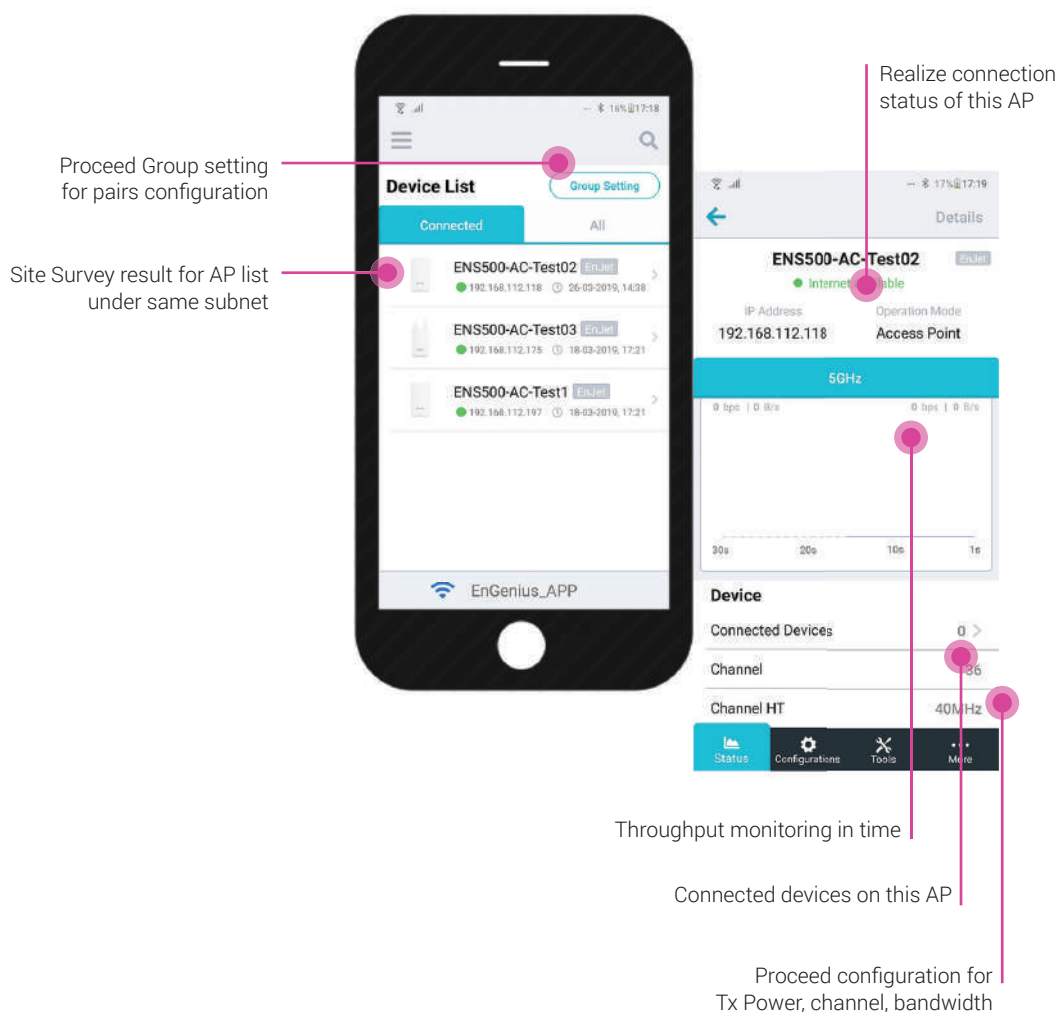 Realize connection
status of this AP
Proceed Group setting
for pairs configuration
Site Survey result for AP list
under same subnet
16% 17:18
Device List
Group Setting
Connected
All
ENS500-AC-Test02 EnJet
192.168.112.118 26-03-2019, 14:38
ENS500-AC-Test03 EnJet
192.168.112.175 18-03-2019, 17:21
ENS500-AC-Test1 EnJet
192.168.112.197 18-03-2019, 17:21
EnGenius_APP
17% 17:19
Details
ENS500-AC-Test02 EnJet
Internet
IP Address Operation Mode
192.168.112.118 Access Point
5GHz
0 bps | 0 B/s 0 bps | 0 B/s
30s 20s 10s 1s
Device
Connected Devices 0 >
Channel 36
Channel HT 40MHz
Status Configurations Tools More
Throughput monitoring in time
Connected devices on this AP
Proceed configuration for
Tx Power, channel, bandwidth